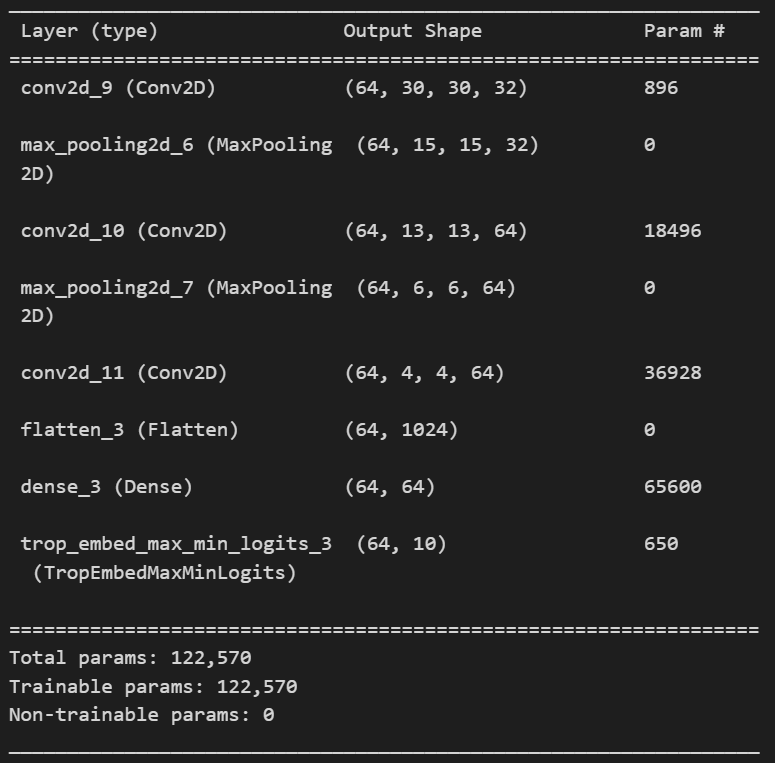 _________________________________________________________________
Layer (type)                Output Shape              Param #
=================================================================
conv2d_9 (Conv2D)           (64, 30, 30, 32)          896
max_pooling2d_6 (MaxPooling  (64, 15, 15, 32)         0
2D)
conv2d_10 (Conv2D)          (64, 13, 13, 64)          18496
max_pooling2d_7 (MaxPooling  (64, 6, 6, 64)           0
2D)
conv2d_11 (Conv2D)          (64, 4, 4, 64)            36928
flatten_3 (Flatten)         (64, 1024)                0
dense_3 (Dense)             (64, 64)                  65600
trop_embed_max_min_logits_3  (64, 10)                 650
(TropEmbedMaxMinLogits)
=================================================================
Total params: 122,570
Trainable params: 122,570
Non-trainable params: 0
_________________________________________________________________